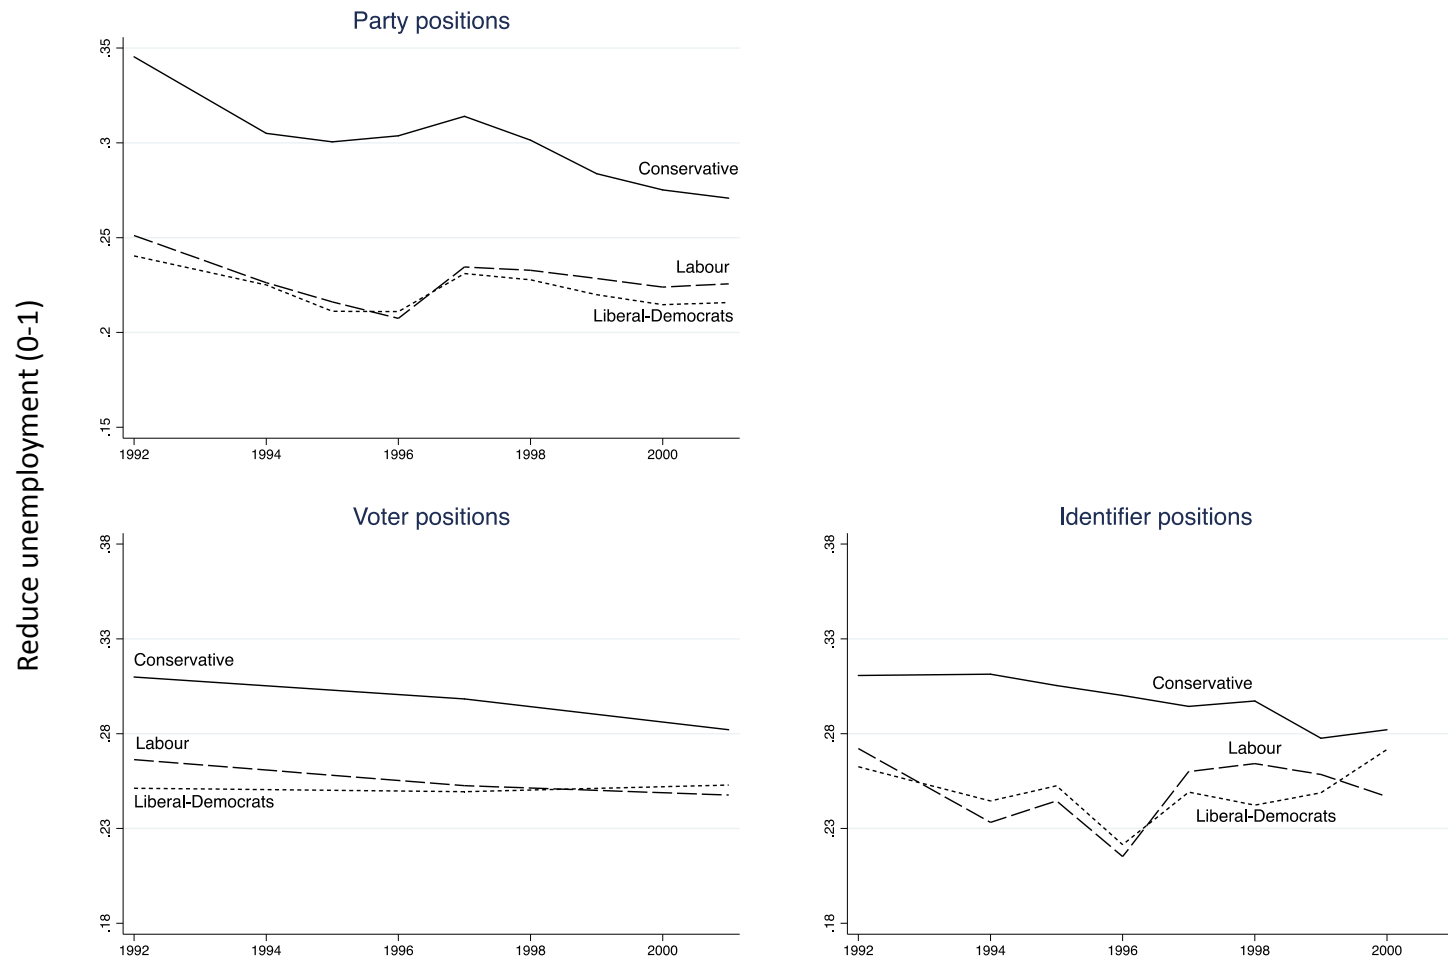 Reduce unemployment (0-1)
Party positions
.35
.3
.25
.2
.15
Conservative
Labour
Liberal-Democrats
1992 1994 1996 1998 2000
Voter positions
.38
.33
.28
.23
.18
Conservative
Labour
Liberal-Democrats
1992 1994 1996 1998 2000
Identifier positions
.38
.33
.28
.23
.18
Conservative
Labour
Liberal-Democrats
1992 1994 1996 1998 2000